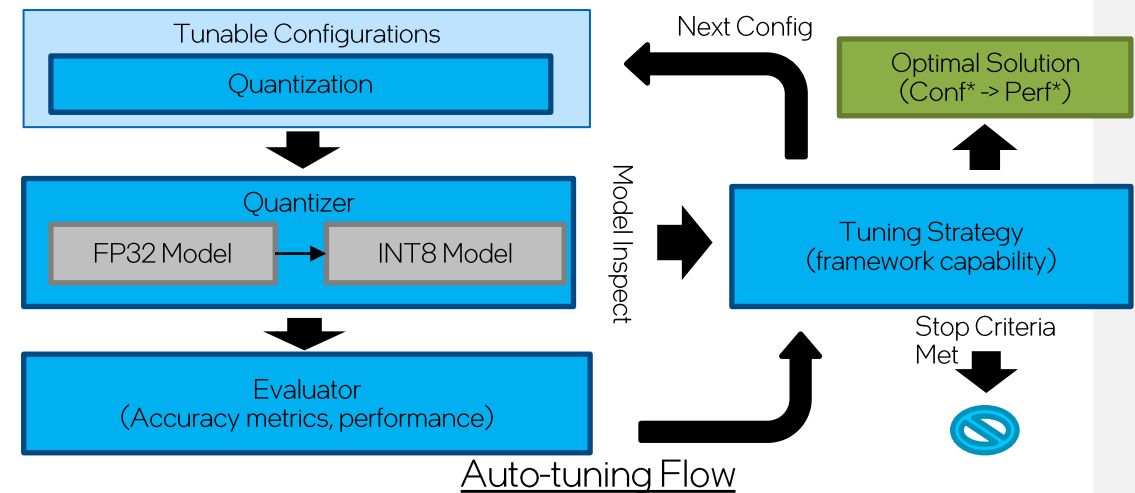 Tunable Configurations
Quantization
Quantizer
FP32 Model
INT8 Model
Evaluator
(Accuracy metrics, performance)
Next Config
Model Inspect
Optimal Solution
(Conf* -> Perf*)
Tuning Strategy
(framework capability)
Stop Criteria
Met
Auto-tuning Flow